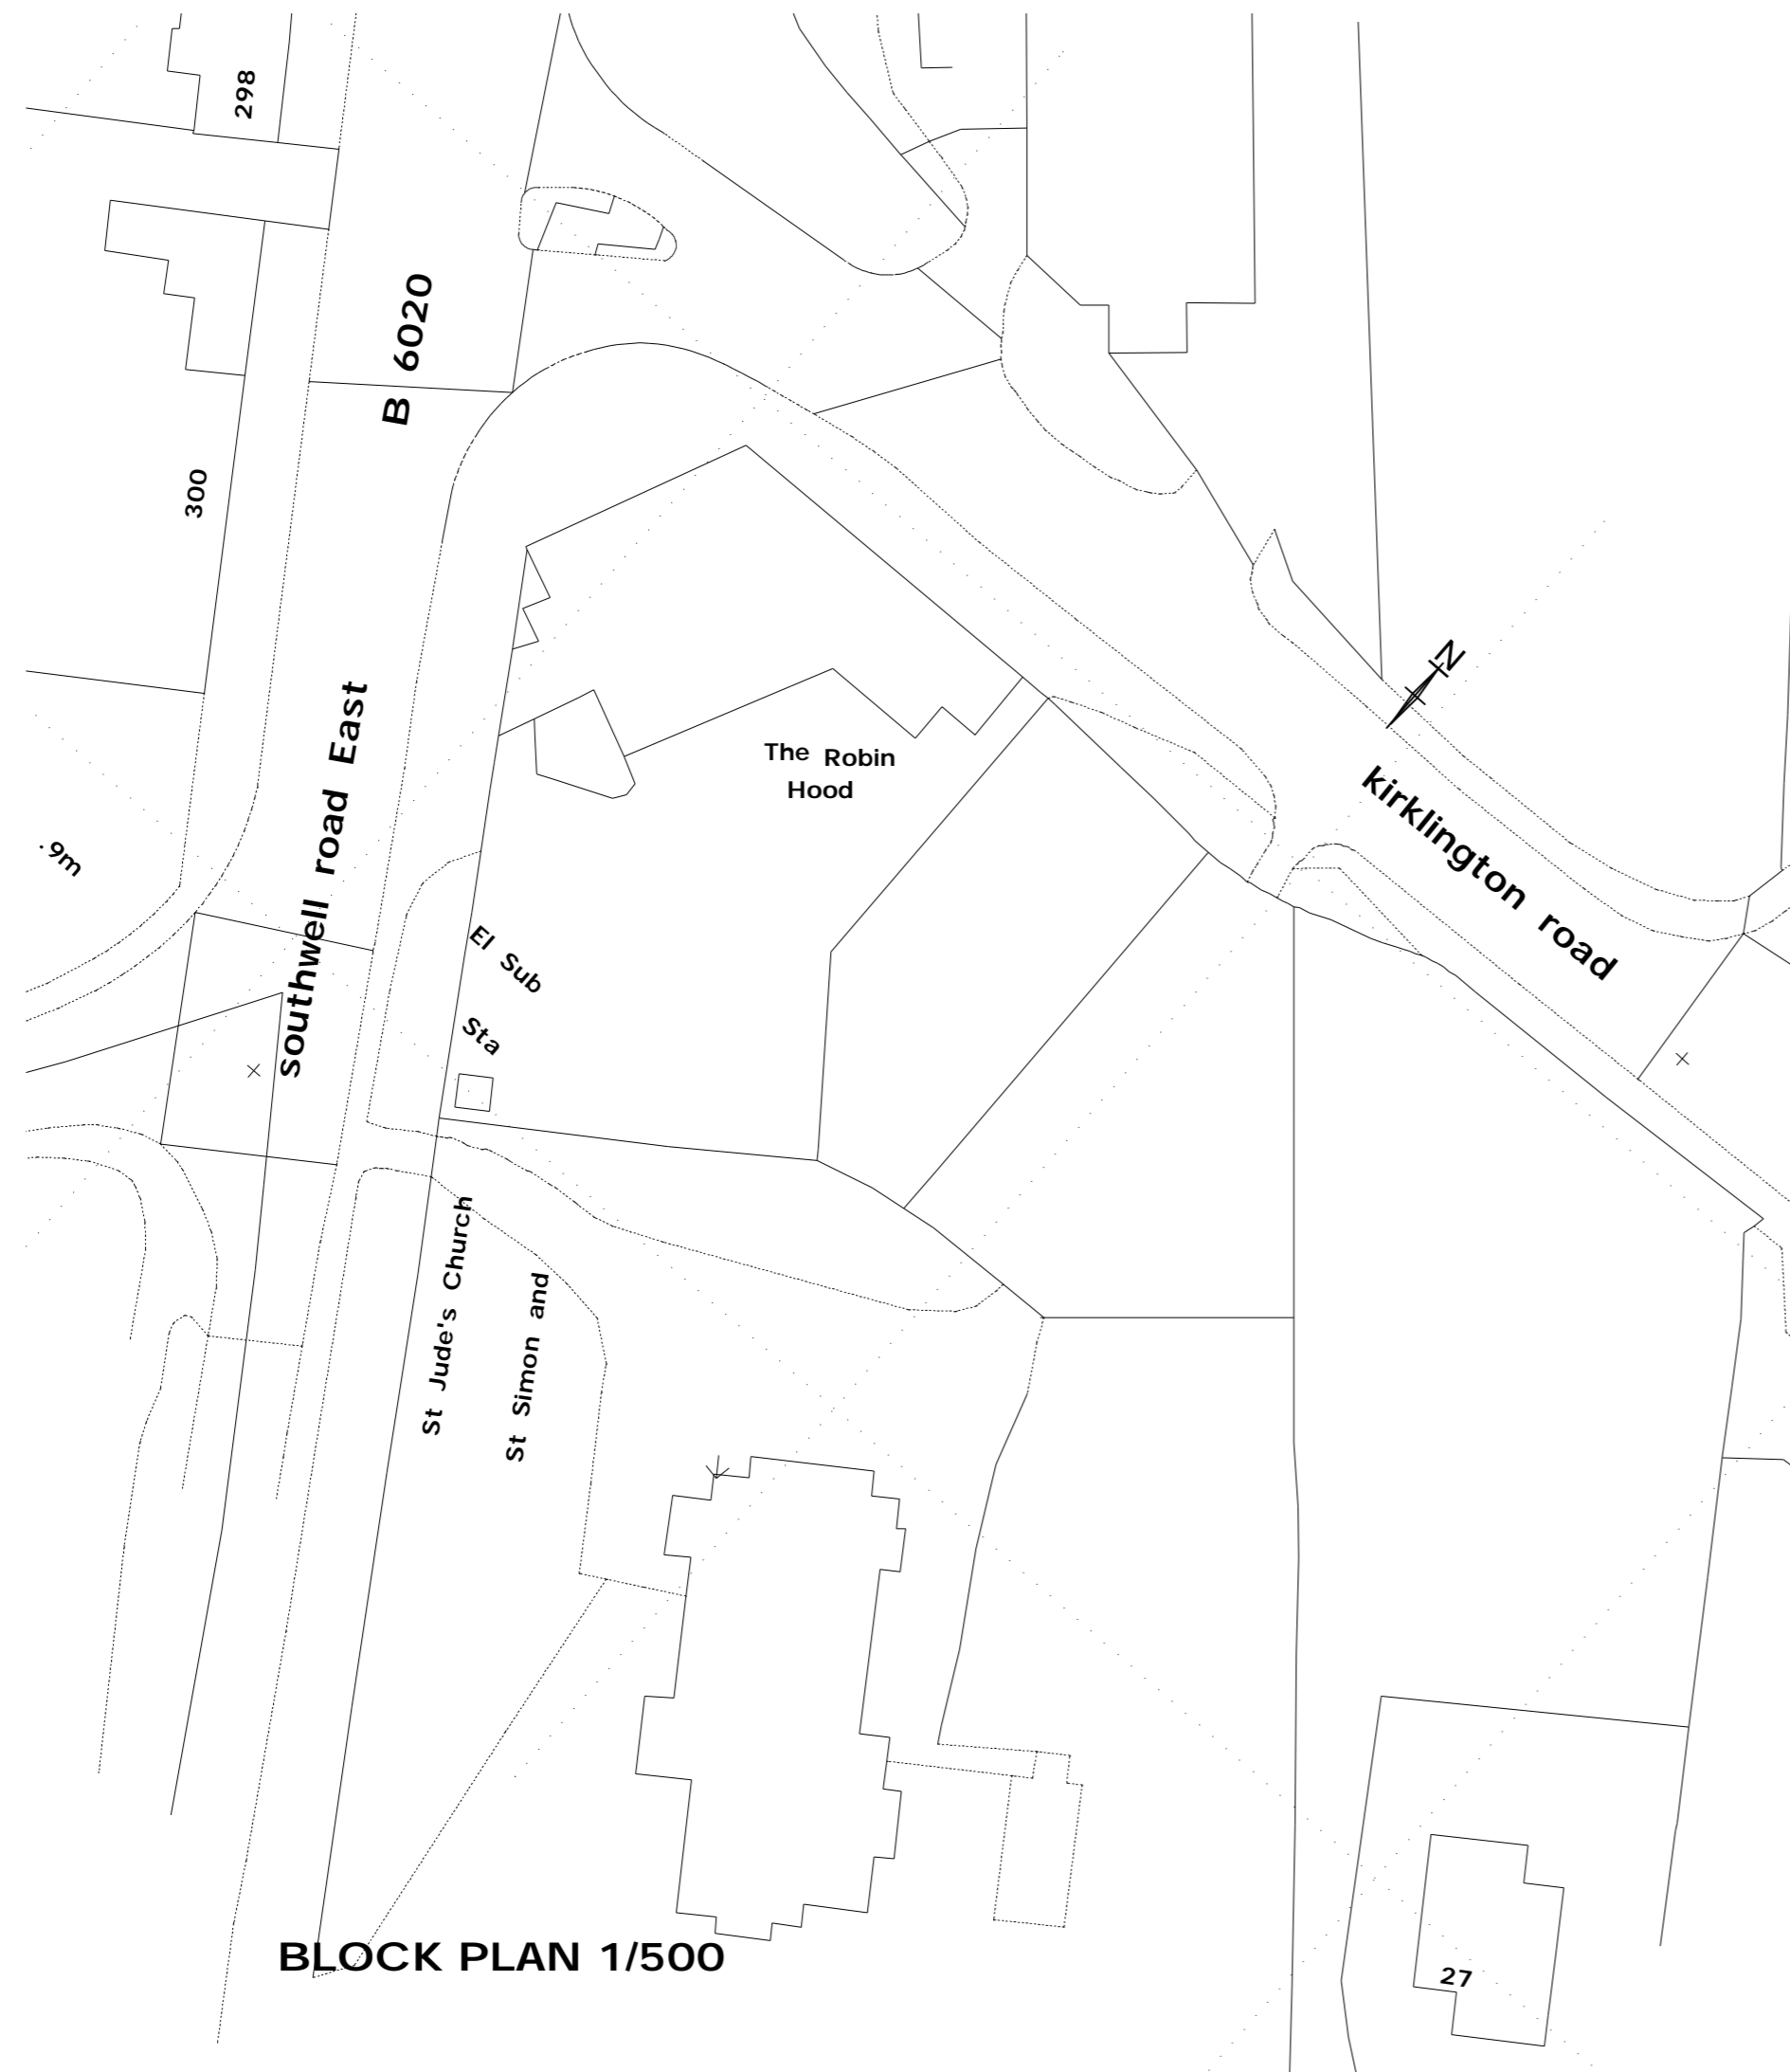 298
B 6020
300
N
southwell road East
The Robin
Hood
kirklington road
.9m
El Sub
Sta
St Jude's Church
St Simon and
BLOCK PLAN 1/500
27